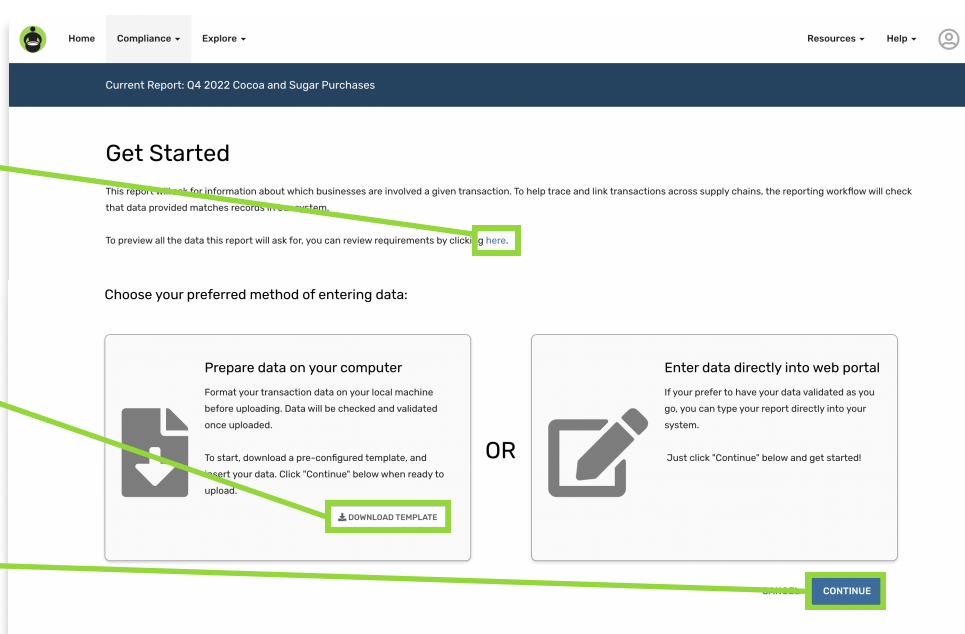 Home Compliance Explore Resources Help
Current Report: Q4 2022 Cocoa and Sugar Purchases
Get Started
This report will ask for information about which businesses are involved a given transaction. To help trace and link transactions across supply chains, the reporting workflow will check
that data provided matches records in our system.
To preview all the data this report will ask for, you can review requirements by clicking here.
Choose your preferred method of entering data:
Prepare data on your computer
Format your transaction data on your local machine
before uploading. Data will be checked and validated
once uploaded.
To start, download a pre-configured template, and
insert your data. Click "Continue" below when ready to
upload.
DOWNLOAD TEMPLATE
OR
Enter data directly into web portal
If your prefer to have your data validated as you
go, you can type your report directly into your
system.
Just click "Continue" below and get started!
CANCEL CONTINUE